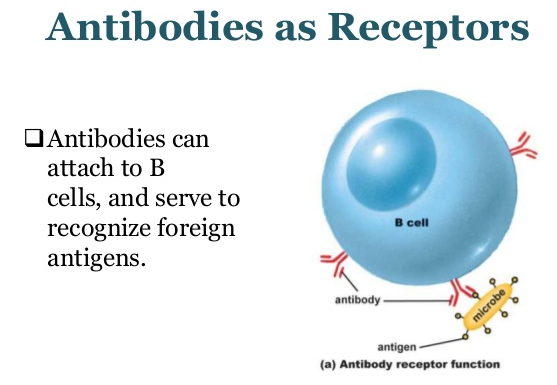 Antibodies as Receptors
❑Antibodies can
attach to B
cells, and serve to
recognize foreign
antigens.
B cell
antibody
microbe
antigen
(a) Antibody receptor function